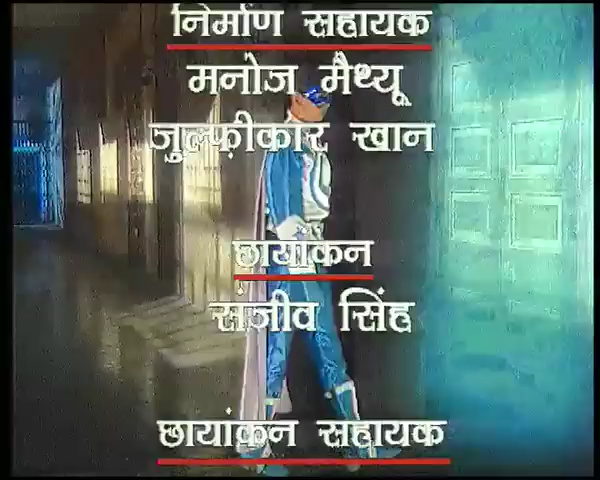 निर्माण सहायक
मनोज मैथ्यू
जुल्फ़ीकार खान
छायांकन
संजीव सिंह
छायांकन सहायक